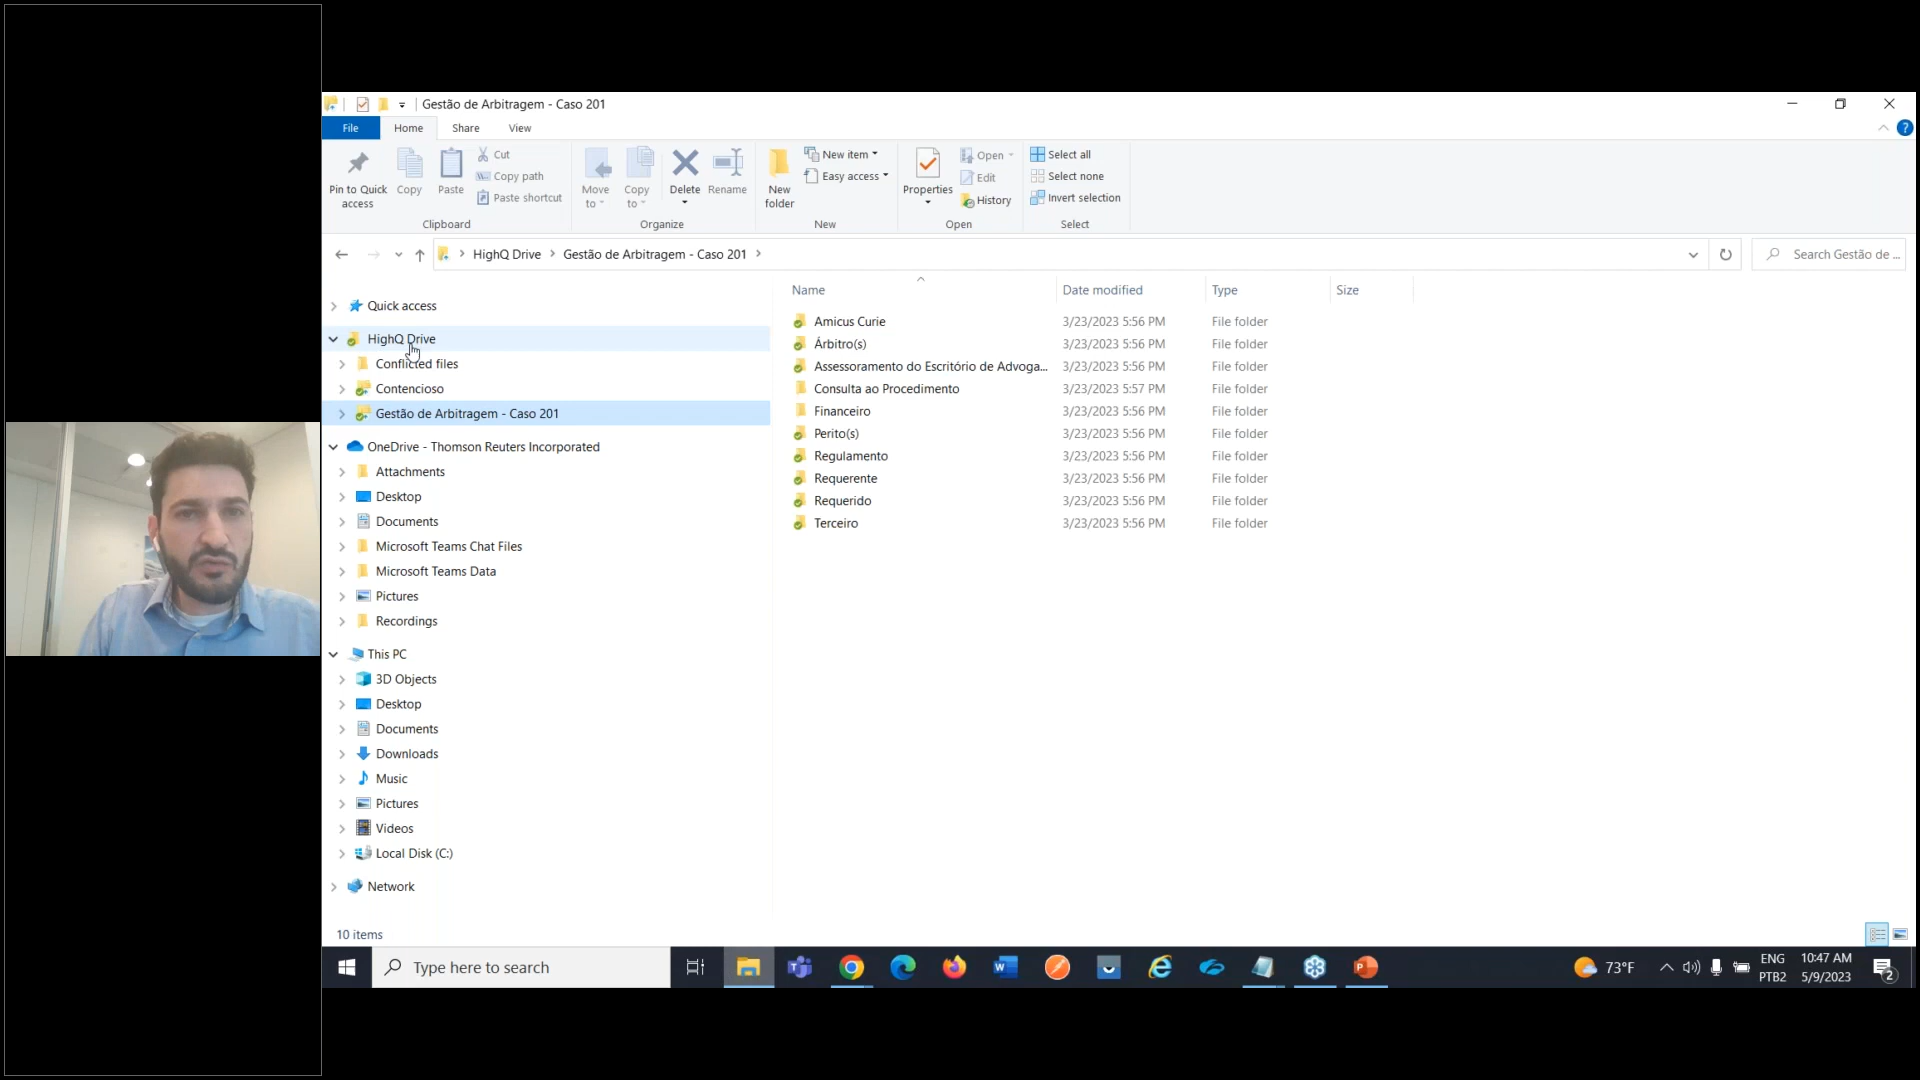 Gestão de Arbitragem - Caso 201
File Home Share View
Pin to Quick access
Copy
Paste
Cut
Copy path
Paste shortcut
Clipboard
Move to
Copy to
Delete
Rename
Organize
New folder
New item
Easy access
New
Properties
Open
Edit
History
Open
Select all
Select none
Invert selection
Select
HighQ Drive > Gestão de Arbitragem - Caso 201 >
Search Gestão de ...
Quick access
HighQ Drive
Conflicted files
Contencioso
Gestão de Arbitragem - Caso 201
OneDrive - Thomson Reuters Incorporated
Attachments
Desktop
Documents
Microsoft Teams Chat Files
Microsoft Teams Data
Pictures
Recordings
This PC
3D Objects
Desktop
Documents
Downloads
Music
Pictures
Videos
Local Disk (C:)
Network
Name Date modified Type Size
Amicus Curie 3/23/2023 5:56 PM File folder
Árbitro(s) 3/23/2023 5:56 PM File folder
Assessoramento do Escritório de Advoga... 3/23/2023 5:56 PM File folder
Consulta ao Procedimento 3/23/2023 5:57 PM File folder
Financeiro 3/23/2023 5:56 PM File folder
Perito(s) 3/23/2023 5:56 PM File folder
Regulamento 3/23/2023 5:56 PM File folder
Requerente 3/23/2023 5:56 PM File folder
Requerido 3/23/2023 5:56 PM File folder
Terceiro 3/23/2023 5:56 PM File folder
10 items
Type here to search
73°F
ENG
PTB2
10:47 AM
5/9/2023
2